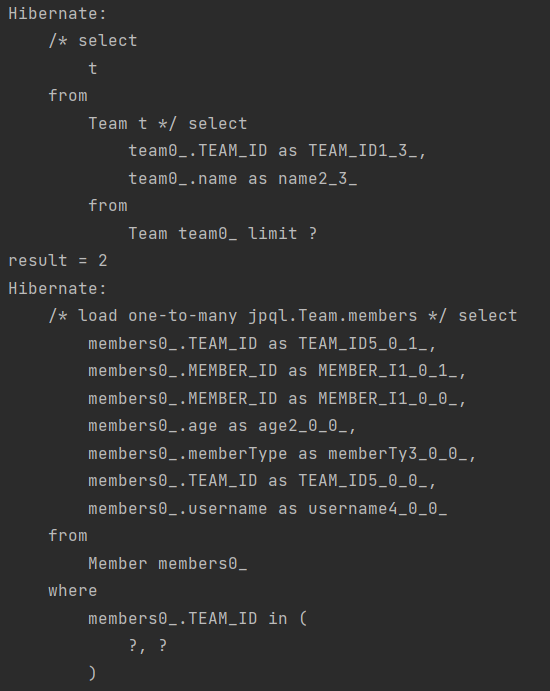 Hibernate:
    /* select
        t
    from
        Team t */ select
            team0_.TEAM_ID as TEAM_ID1_3_,
            team0_.name as name2_3_
        from
            Team team0_ limit ?
result = 2
Hibernate:
    /* load one-to-many jpql.Team.members */ select
        members0_.TEAM_ID as TEAM_ID5_0_1_,
        members0_.MEMBER_ID as MEMBER_I1_0_1_,
        members0_.MEMBER_ID as MEMBER_I1_0_0_,
        members0_.age as age2_0_0_,
        members0_.memberType as memberTy3_0_0_,
        members0_.TEAM_ID as TEAM_ID5_0_0_,
        members0_.username as username4_0_0_
    from
        Member members0_
    where
        members0_.TEAM_ID in (
            ?, ?
        )